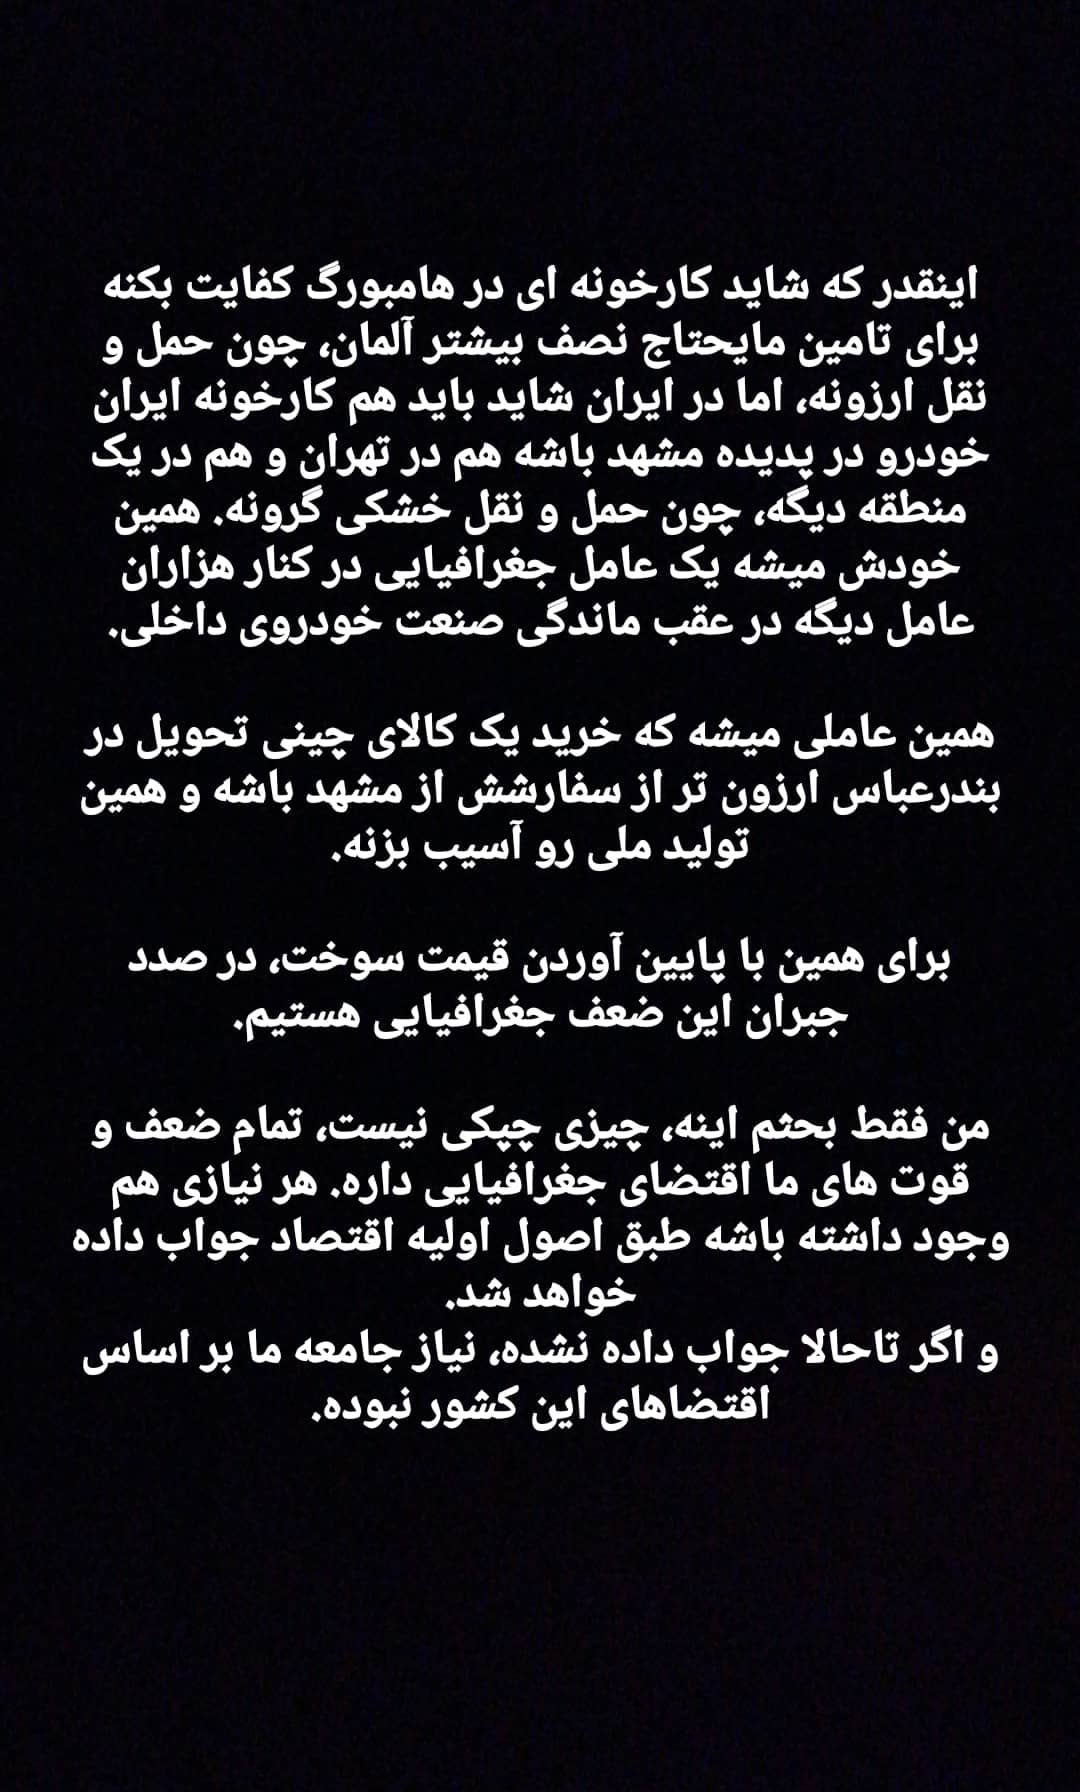 اینقدر که شاید کارخونه ای در هامبورگ کفایت بکنه
برای تامین مایحتاج نصف بیشتر آلمان، چون حمل و
نقل ارزونه، اما در ایران شاید باید هم کارخونه ایران
خودرو در پدیده مشهد باشه هم در تهران و هم در یک
منطقه دیگه، چون حمل و نقل خشکی گرونه. همین
خودش میشه یک عامل جغرافیایی در کنار هزاران
عامل دیگه در عقب ماندگی صنعت خودروی داخلی.
همین عاملی میشه که خرید یک کالای چینی تحویل در
بندرعباس ارزون تر از سفارشش از مشهد باشه و همین
تولید ملی رو آسیب بزنه.
برای همین با پایین آوردن قیمت سوخت، در صدد
جبران این ضعف جغرافیایی هستیم.
من فقط بحثم اینه، چیزی چپکی نیست، تمام ضعف و
قوت های ما اقتضای جغرافیایی داره. هر نیازی هم
وجود داشته باشه طبق اصول اولیه اقتصاد جواب داده
خواهد شد.
و اگر تاحالا جواب داده نشده، نیاز جامعه ما بر اساس
اقتضاهای این کشور نبوده.